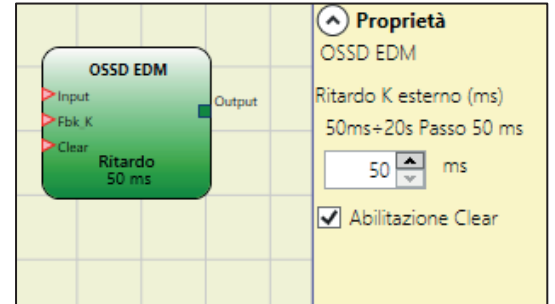 OSSD EDM
Input
Fbk_K
Clear
Output
Ritardo
50 ms
Proprietà
OSSD EDM
Ritardo K esterno (ms)
50ms÷20s Passo 50 ms
50 ms
Abilitazione Clear